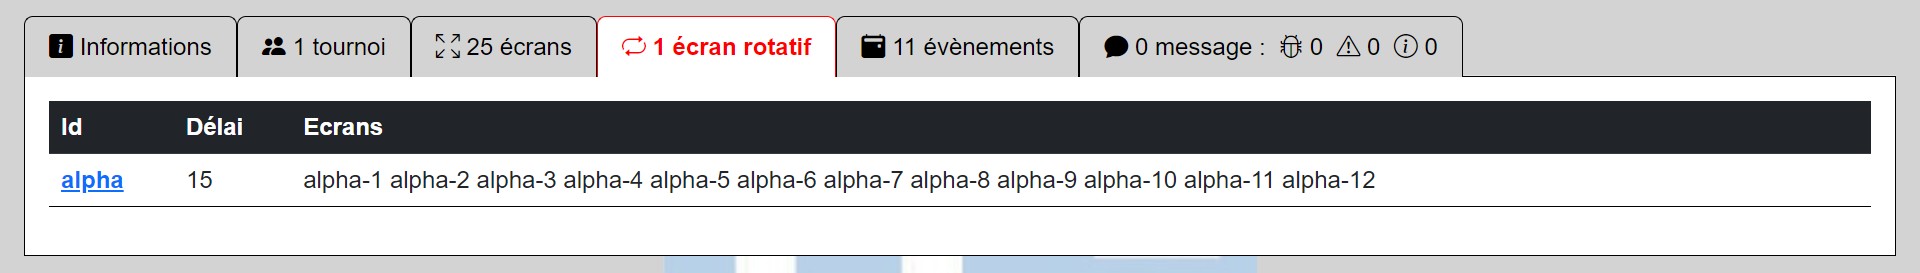 Informations 1 tournoi 25 écrans 1 écran rotatif 11 évènements 0 message : 0 0 0
Id Délai Ecrans
alpha 15 alpha-1 alpha-2 alpha-3 alpha-4 alpha-5 alpha-6 alpha-7 alpha-8 alpha-9 alpha-10 alpha-11 alpha-12